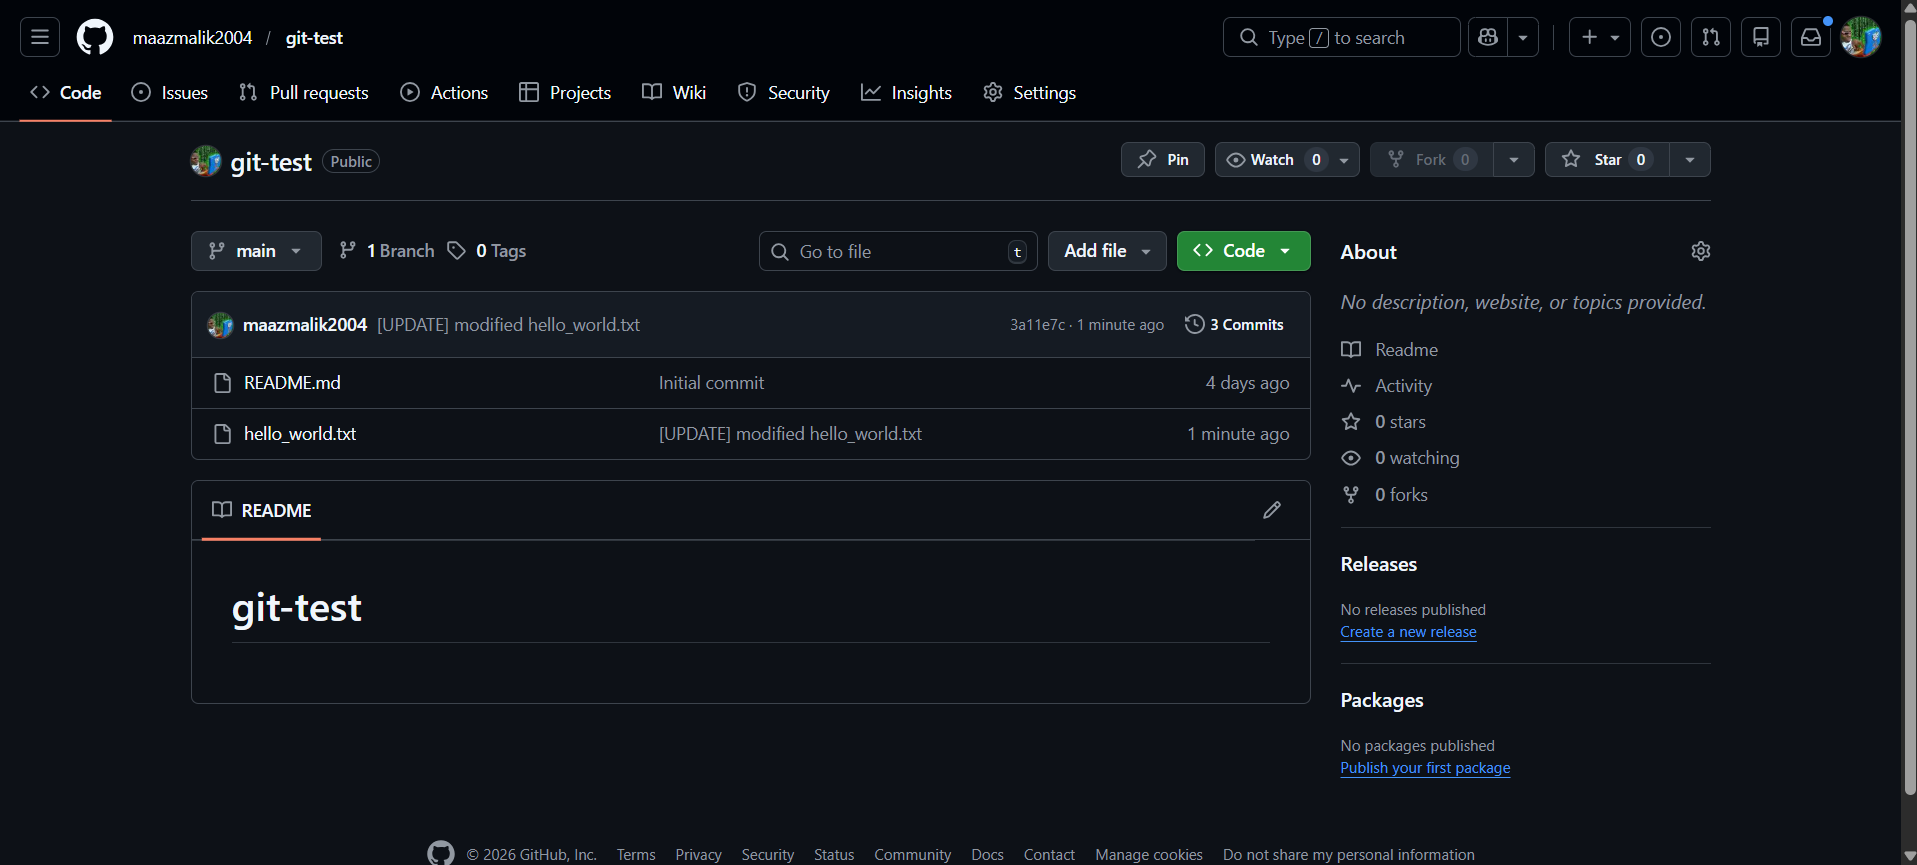 maazmalik2004 / git-test
Type / to search
Code Issues Pull requests Actions Projects Wiki Security Insights Settings
git-test Public
Pin Watch 0 Fork 0 Star 0
main 1 Branch 0 Tags Go to file t Add file Code
maazmalik2004 [UPDATE] modified hello_world.txt 3a11e7c · 1 minute ago 3 Commits
README.md Initial commit 4 days ago
hello_world.txt [UPDATE] modified hello_world.txt 1 minute ago
README
git-test
About
No description, website, or topics provided.
Readme
Activity
0 stars
0 watching
0 forks
Releases
No releases published
Create a new release
Packages
No packages published
Publish your first package
© 2026 GitHub, Inc. Terms Privacy Security Status Community Docs Contact Manage cookies Do not share my personal information